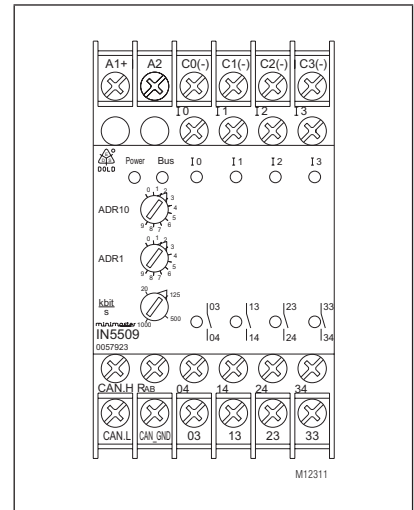 A1+ A2 C0(-) C1(-) C2(-) C3(-)
I0 I1 I2 I3
DOLD Power Bus I0 I1 I2 I3
ADR10 0 1 2 3 4 5 6 7 8 9
ADR1 0 1 2 3 4 5 6 7 8 9
kbit/s 20 125 500 1000
minimaster
IN5509
0057923
03 13 23 33
04 14 24 34
CAN.H RAB 04 14 24 34
CAN.L CAN_GND 03 13 23 33
M12311